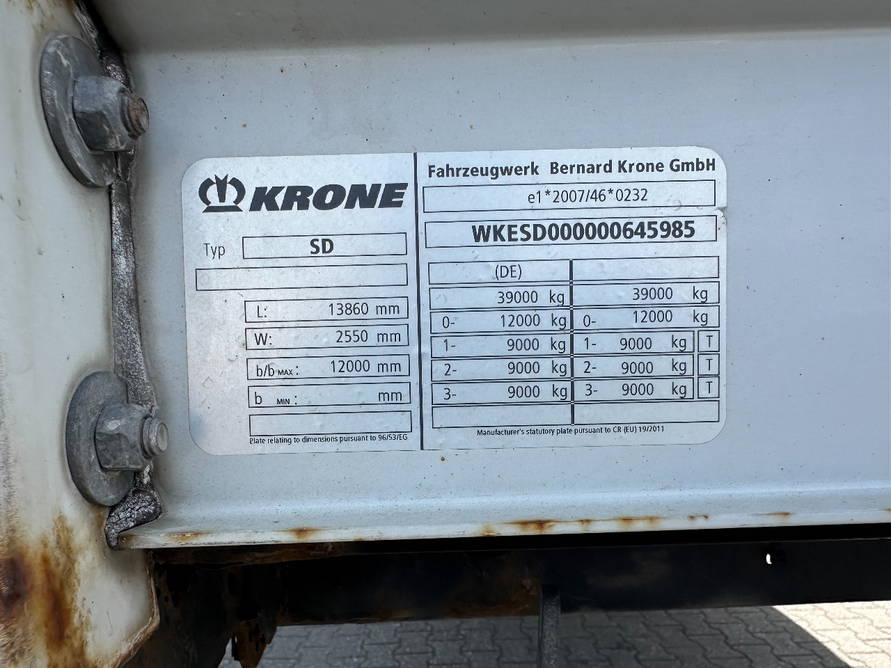 KRONE
Typ SD
L: 13860 mm
W: 2550 mm
b/b MAX : 12000 mm
b MIN : mm
Plate relating to dimensions pursuant to 96/53/EG
Fahrzeugwerk Bernard Krone GmbH
e1*2007/46*0232
WKESD000000645985
(DE)
39000 kg 39000 kg
0- 12000 kg 0- 12000 kg
1- 9000 kg 1- 9000 kg T
2- 9000 kg 2- 9000 kg T
3- 9000 kg 3- 9000 kg T
Manufacturer's statutory plate pursuant to CR (EU) 19/2011